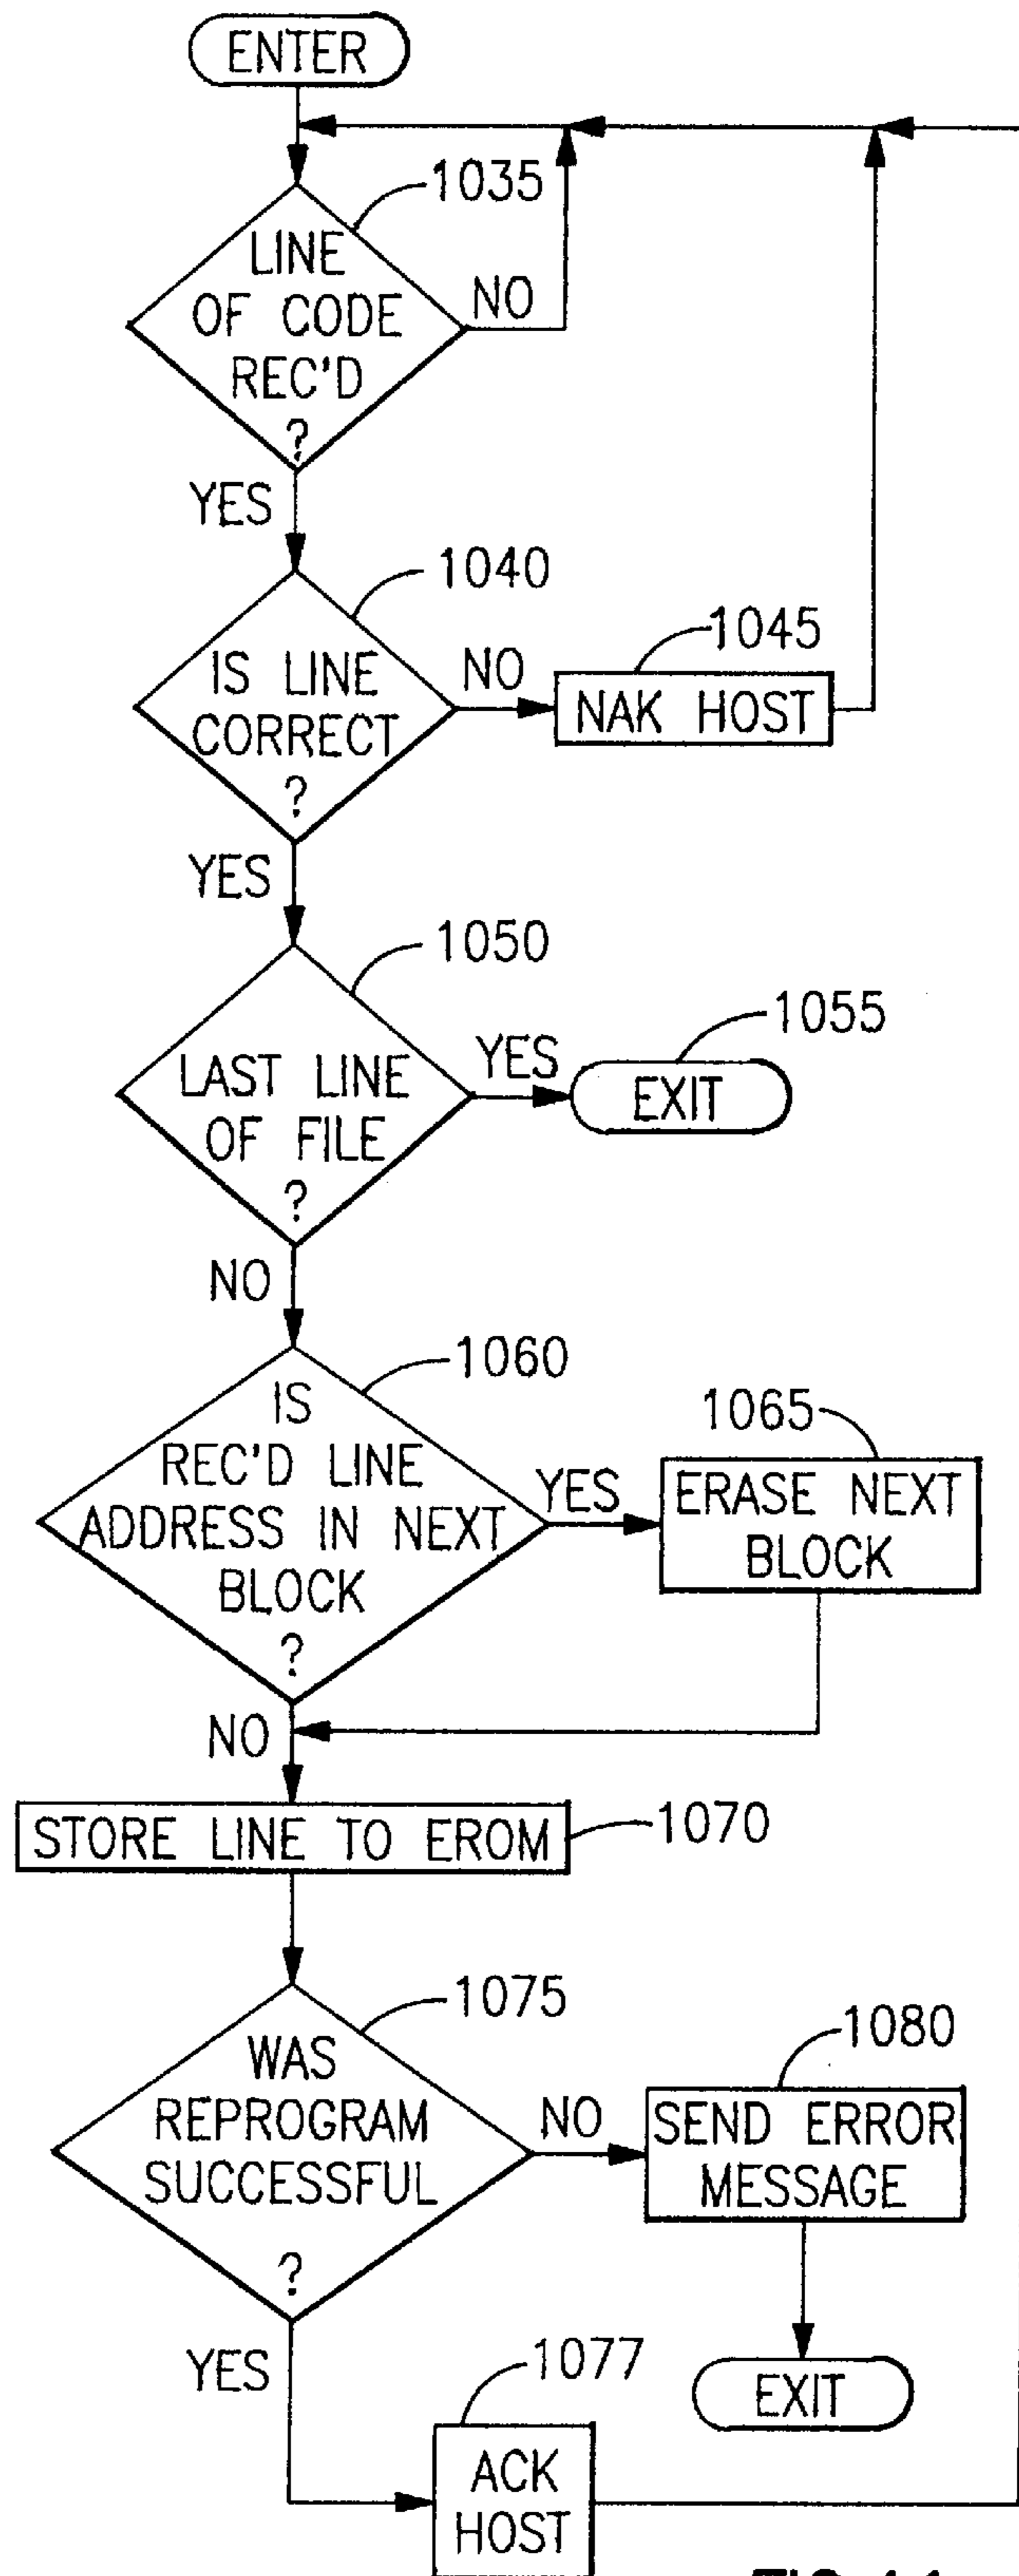 ENTER
1035
LINE
OF CODE
REC'D
?
NO
YES
1040
IS LINE
CORRECT
?
NO
1045
NAK HOST
YES
1050
LAST LINE
OF FILE
?
YES
1055
EXIT
NO
1060
IS
REC'D LINE
ADDRESS IN NEXT
BLOCK
?
YES
1065
ERASE NEXT
BLOCK
NO
STORE LINE TO EROM
1070
1075
WAS
REPROGRAM
SUCCESSFUL
?
NO
1080
SEND ERROR
MESSAGE
EXIT
YES
1077
ACK
HOST